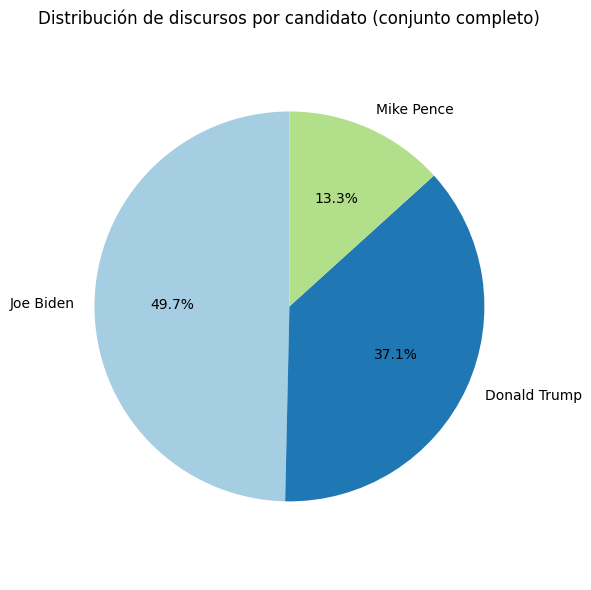 Distribución de discursos por candidato (conjunto completo)
Mike Pence
13.3%
Joe Biden
49.7%
37.1%
Donald Trump